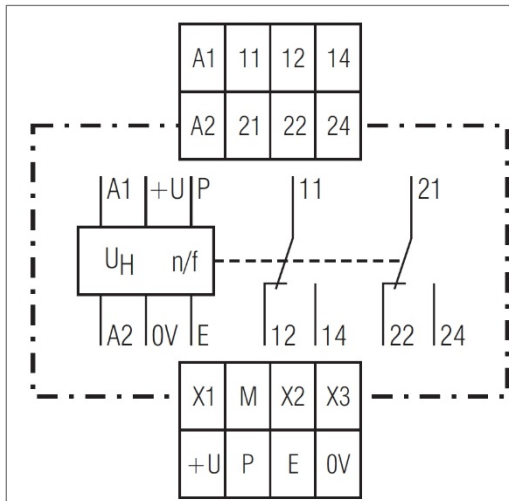 A1 11 12 14
A2 21 22 24
A1 +U P 11 21
UH n/f
A2 0V E 12 14 22 24
X1 M X2 X3
+U P E 0V